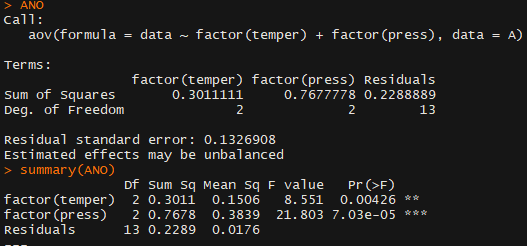 > ANO
Call:
   aov(formula = data ~ factor(temper) + factor(press), data = A)

Terms:
                factor(temper) factor(press) Residuals
Sum of Squares       0.3011111     0.7677778 0.2288889
Deg. of Freedom              2             2        13

Residual standard error: 0.1326908
Estimated effects may be unbalanced
> summary(ANO)
               Df Sum Sq Mean Sq F value   Pr(>F)
factor(temper)  2 0.3011  0.1506   8.551  0.00426 **
factor(press)   2 0.7678  0.3839  21.803 7.03e-05 ***
Residuals      13 0.2289  0.0176